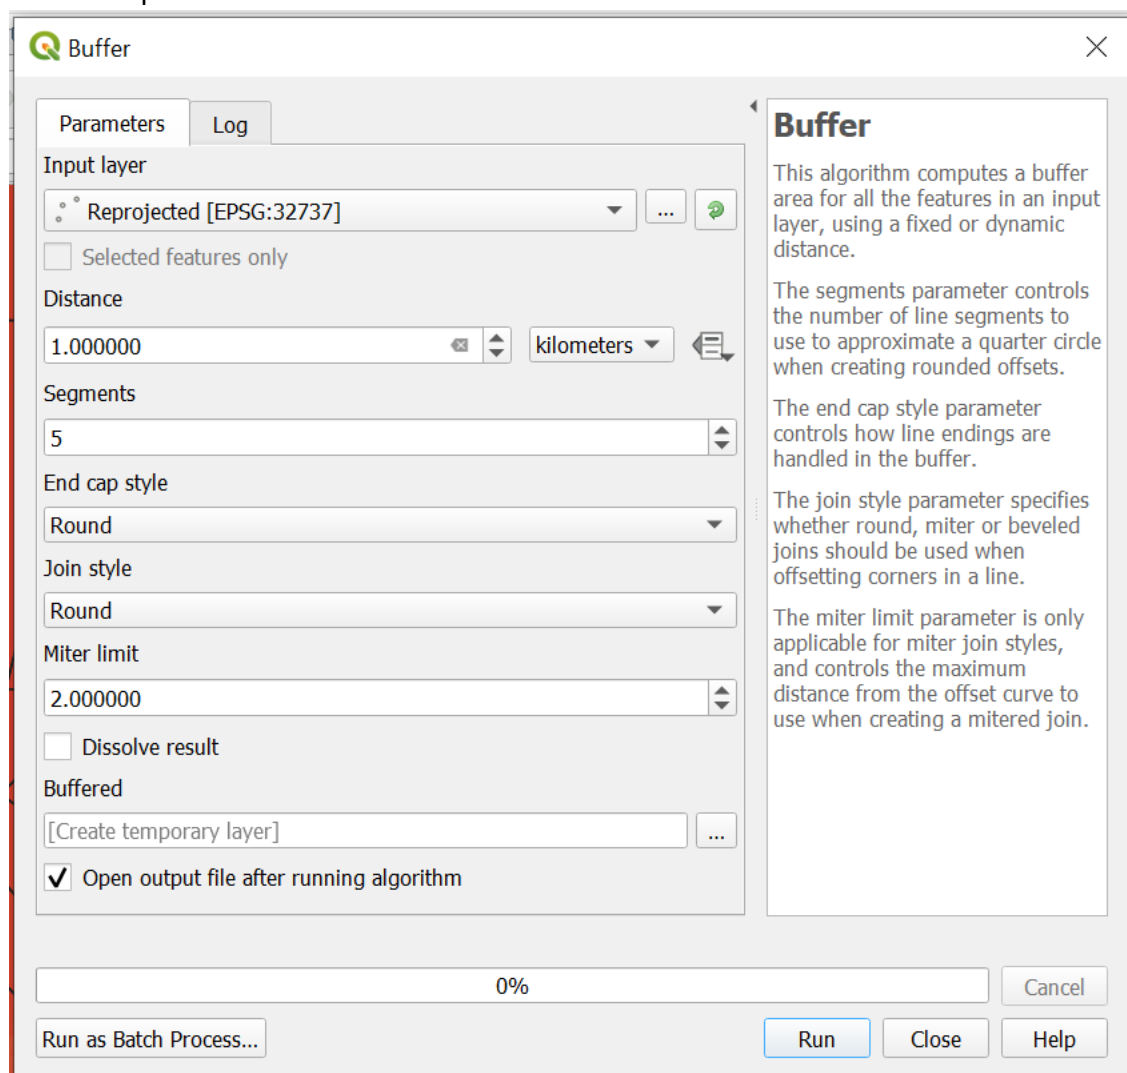 Buffer
Parameters
Log
Input layer
Reprojected [EPSG:32737]
...
Selected features only
Distance
1.000000
kilometers
Segments
5
End cap style
Round
Join style
Round
Miter limit
2.000000
Dissolve result
Buffered
[Create temporary layer]
...
Open output file after running algorithm
Buffer
This algorithm computes a buffer
area for all the features in an input
layer, using a fixed or dynamic
distance.
The segments parameter controls
the number of line segments to
use to approximate a quarter circle
when creating rounded offsets.
The end cap style parameter
controls how line endings are
handled in the buffer.
The join style parameter specifies
whether round, miter or beveled
joins should be used when
offsetting corners in a line.
The miter limit parameter is only
applicable for miter join styles,
and controls the maximum
distance from the offset curve to
use when creating a mitered join.
0%
Cancel
Run as Batch Process...
Run
Close
Help